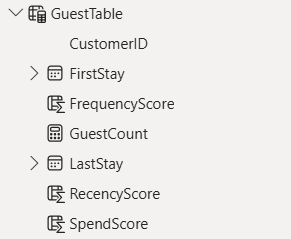 GuestTable
CustomerID
FirstStay
FrequencyScore
GuestCount
LastStay
RecencyScore
SpendScore